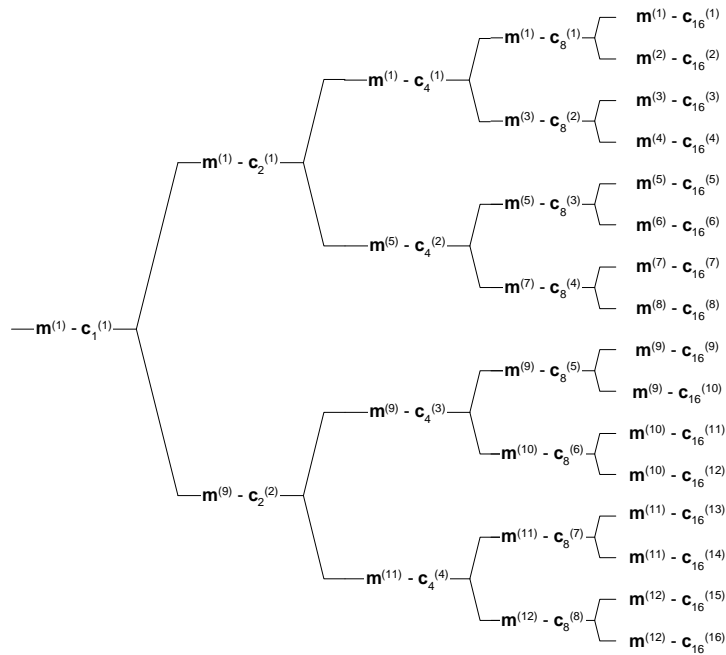 m⁽¹⁾ - c₁⁽¹⁾
m⁽¹⁾ - c₂⁽¹⁾
m⁽⁹⁾ - c₂⁽²⁾
m⁽¹⁾ - c₄⁽¹⁾
m⁽⁵⁾ - c₄⁽²⁾
m⁽⁹⁾ - c₄⁽³⁾
m⁽¹¹⁾ - c₄⁽⁴⁾
m⁽¹⁾ - c₈⁽¹⁾
m⁽³⁾ - c₈⁽²⁾
m⁽⁵⁾ - c₈⁽³⁾
m⁽⁷⁾ - c₈⁽⁴⁾
m⁽⁹⁾ - c₈⁽⁵⁾
m⁽¹⁰⁾ - c₈⁽⁶⁾
m⁽¹¹⁾ - c₈⁽⁷⁾
m⁽¹²⁾ - c₈⁽⁸⁾
m⁽¹⁾ - c₁₆⁽¹⁾
m⁽²⁾ - c₁₆⁽²⁾
m⁽³⁾ - c₁₆⁽³⁾
m⁽⁴⁾ - c₁₆⁽⁴⁾
m⁽⁵⁾ - c₁₆⁽⁵⁾
m⁽⁶⁾ - c₁₆⁽⁶⁾
m⁽⁷⁾ - c₁₆⁽⁷⁾
m⁽⁸⁾ - c₁₆⁽⁸⁾
m⁽⁹⁾ - c₁₆⁽⁹⁾
m⁽⁹⁾ - c₁₆⁽¹⁰⁾
m⁽¹⁰⁾ - c₁₆⁽¹¹⁾
m⁽¹⁰⁾ - c₁₆⁽¹²⁾
m⁽¹¹⁾ - c₁₆⁽¹³⁾
m⁽¹¹⁾ - c₁₆⁽¹⁴⁾
m⁽¹²⁾ - c₁₆⁽¹⁵⁾
m⁽¹²⁾ - c₁₆⁽¹⁶⁾